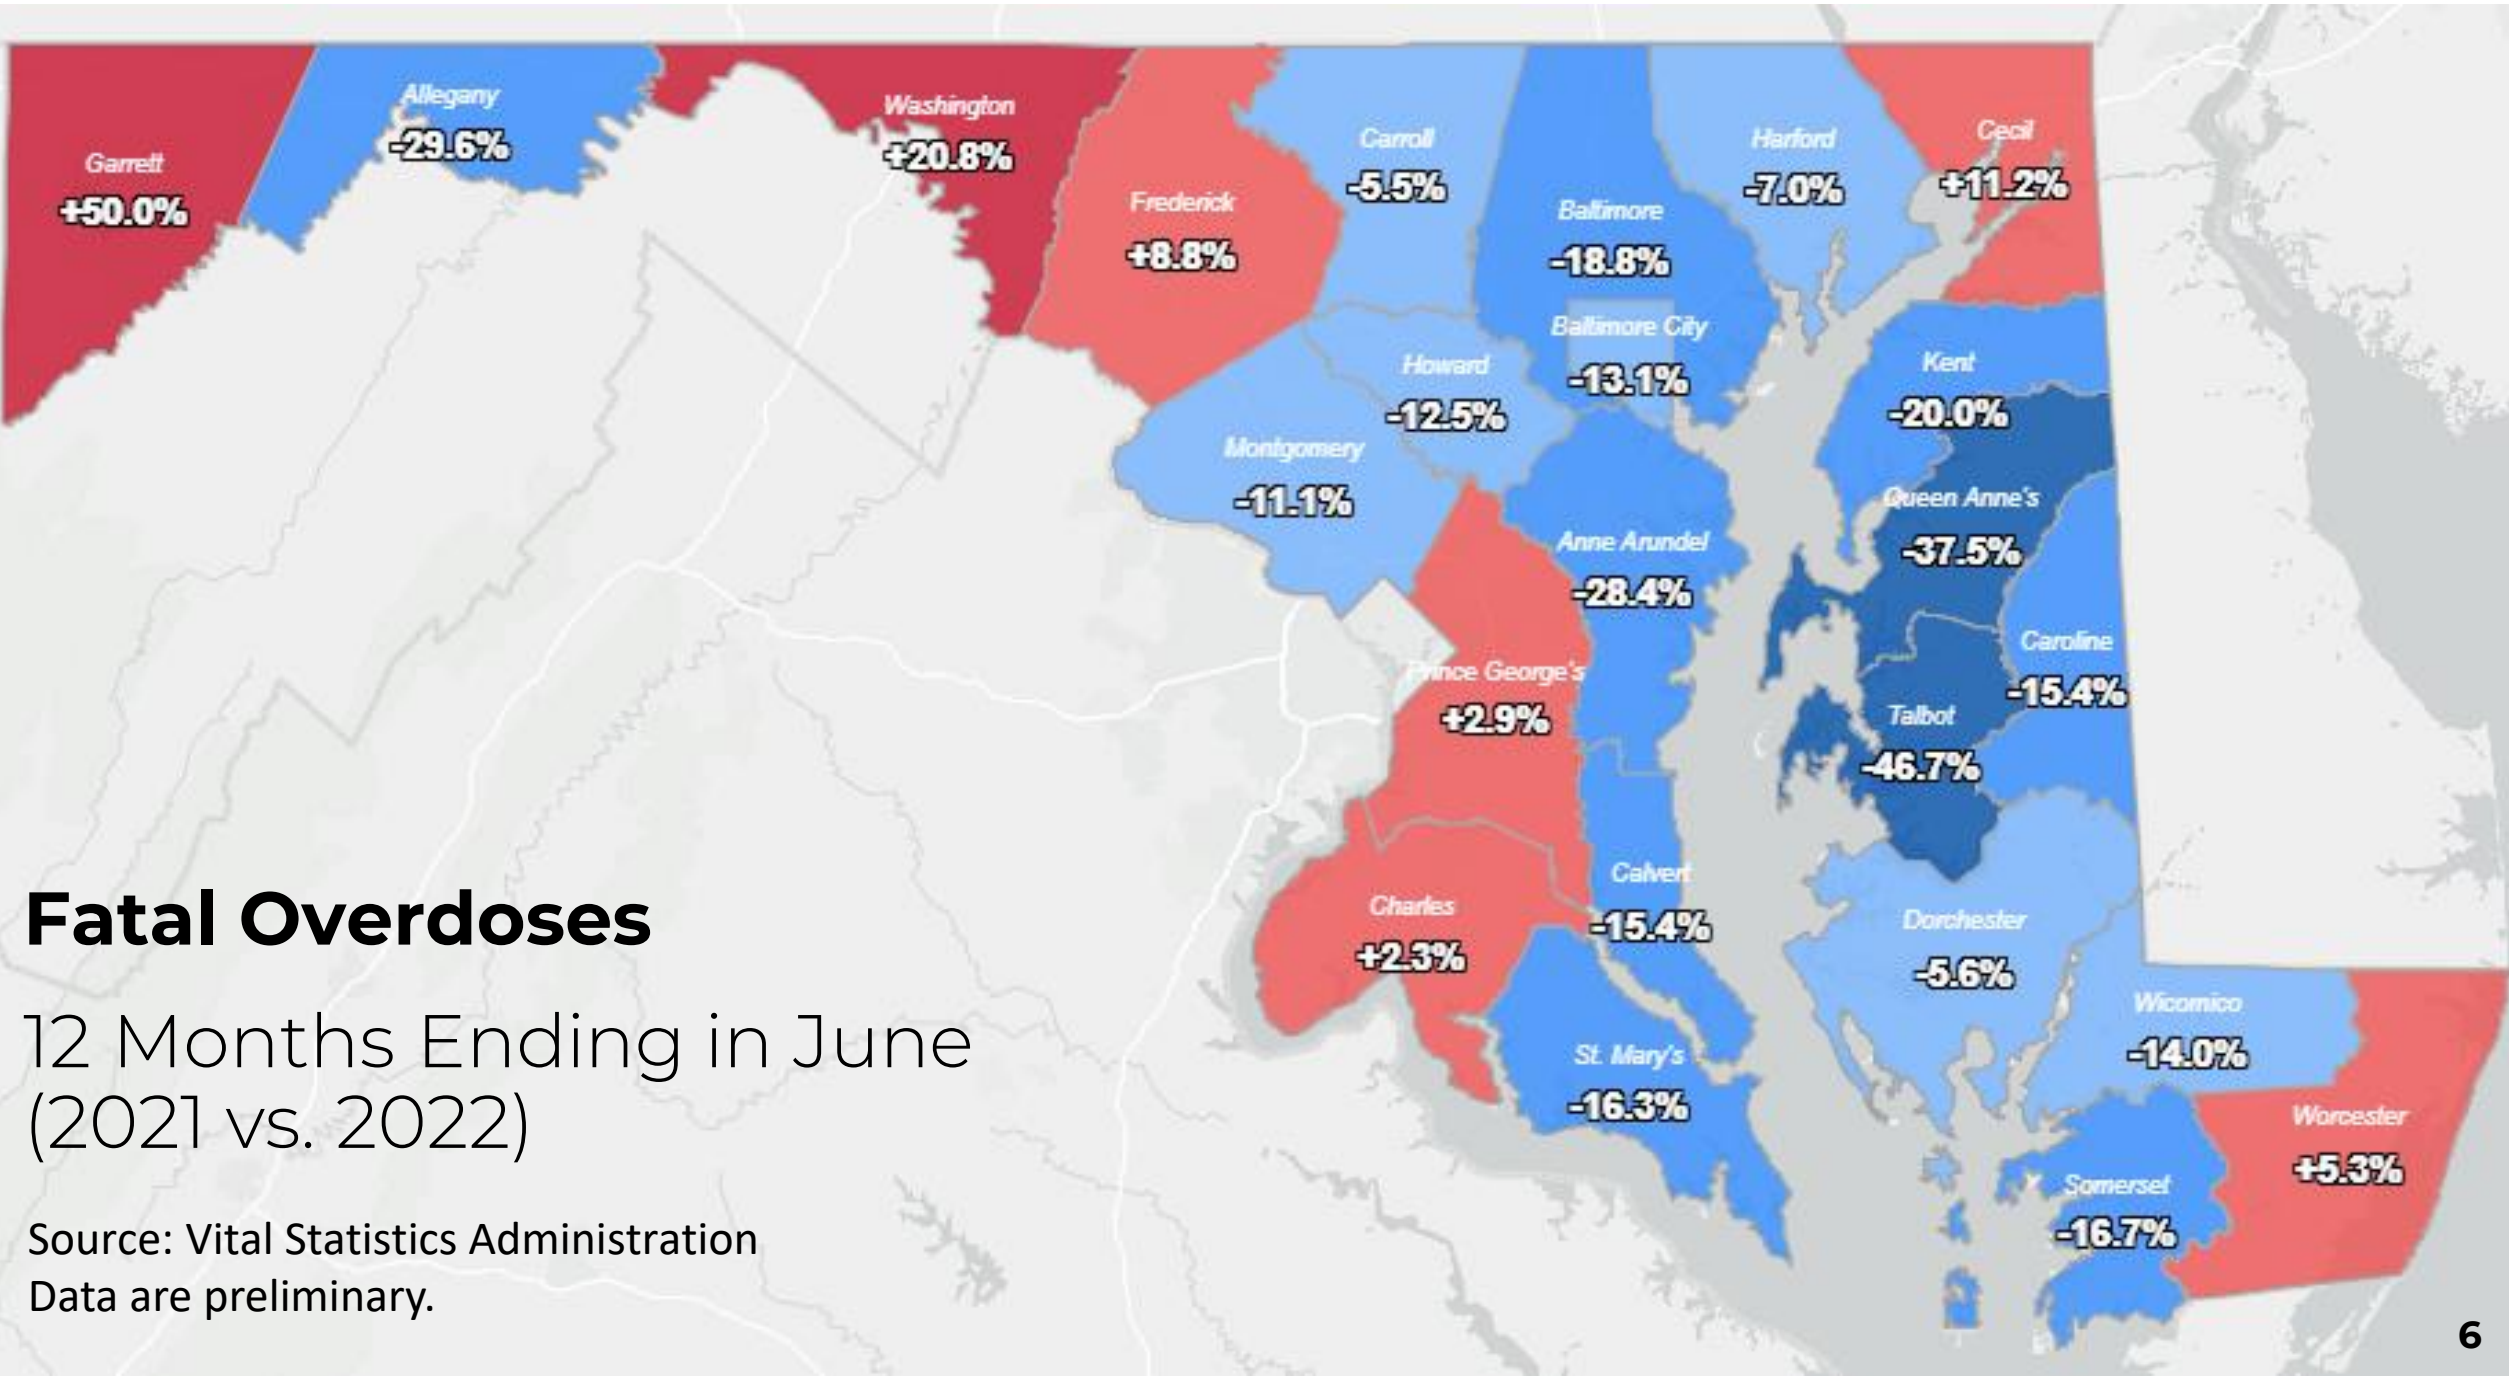 Garrett
+50.0%
Allegany
-29.6%
Washington
+20.8%
Frederick
+8.8%
Carroll
-5.5%
Baltimore
-18.8%
Baltimore City
-13.1%
Harford
-7.0%
Cecil
+11.2%
Howard
-12.5%
Montgomery
-11.1%
Kent
-20.0%
Queen Anne's
-37.5%
Anne Arundel
-28.4%
Prince George's
+2.9%
Caroline
-15.4%
Talbot
-46.7%
Calvert
-15.4%
Charles
+2.3%
Dorchester
-5.6%
St. Mary's
-16.3%
Wicomico
-14.0%
Worcester
+5.3%
Somerset
-16.7%
Fatal Overdoses
12 Months Ending in June
(2021 vs. 2022)
Source: Vital Statistics Administration
Data are preliminary.
6